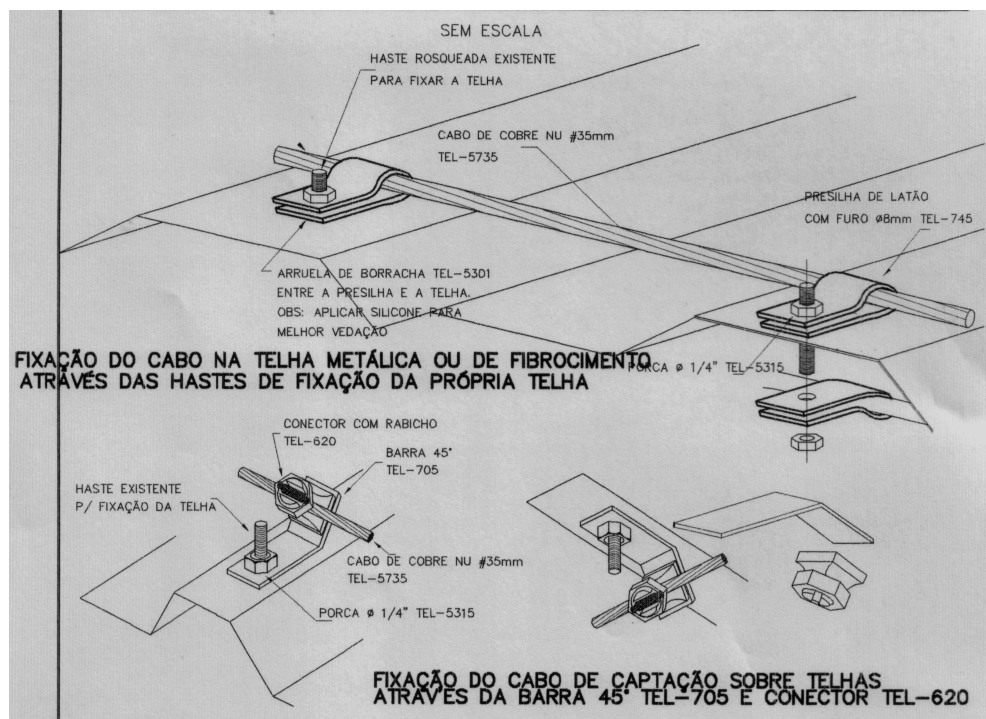 SEM ESCALA
HASTE ROSQUEADA EXISTENTE
PARA FIXAR A TELHA
CABO DE COBRE NU #35mm
TEL-5735
PRESILHA DE LATÃO
COM FURO ø8mm TEL-745
ARRUELA DE BORRACHA TEL-5301
ENTRE A PRESILHA E A TELHA.
OBS: APLICAR SILICONE PARA
MELHOR VEDAÇÃO
PORCA ø 1/4" TEL-5315
FIXAÇÃO DO CABO NA TELHA METÁLICA OU DE FIBROCIMENTO
ATRAVÉS DAS HASTES DE FIXAÇÃO DA PRÓPRIA TELHA
CONECTOR COM RABICHO
TEL-620
BARRA 45°
TEL-705
HASTE EXISTENTE
P/ FIXAÇÃO DA TELHA
CABO DE COBRE NU #35mm
TEL-5735
PORCA ø 1/4" TEL-5315
FIXAÇÃO DO CABO DE CAPTAÇÃO SOBRE TELHAS
ATRAVÉS DA BARRA 45° TEL-705 E CONECTOR TEL-620